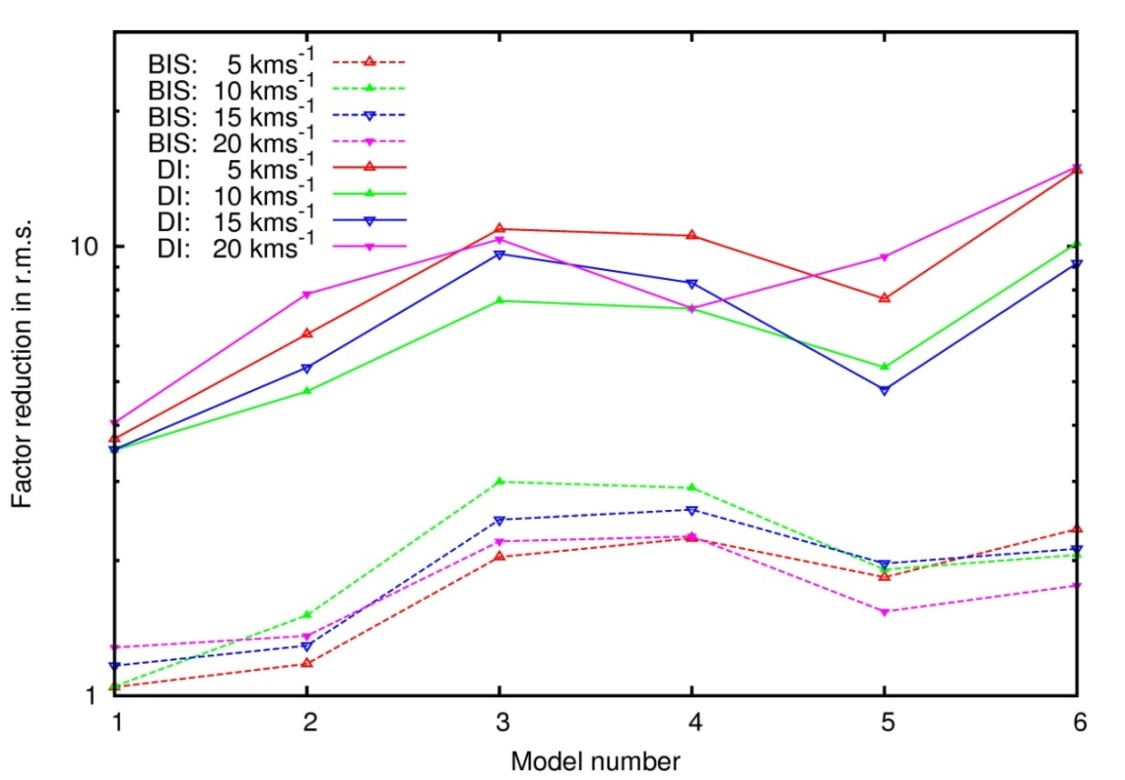 BIS: 5 kms-1
BIS: 10 kms-1
BIS: 15 kms-1
BIS: 20 kms-1
DI: 5 kms-1
DI: 10 kms-1
DI: 15 kms-1
DI: 20 kms-1
Factor reduction in r.m.s.
10
1
1 2 3 4 5 6
Model number